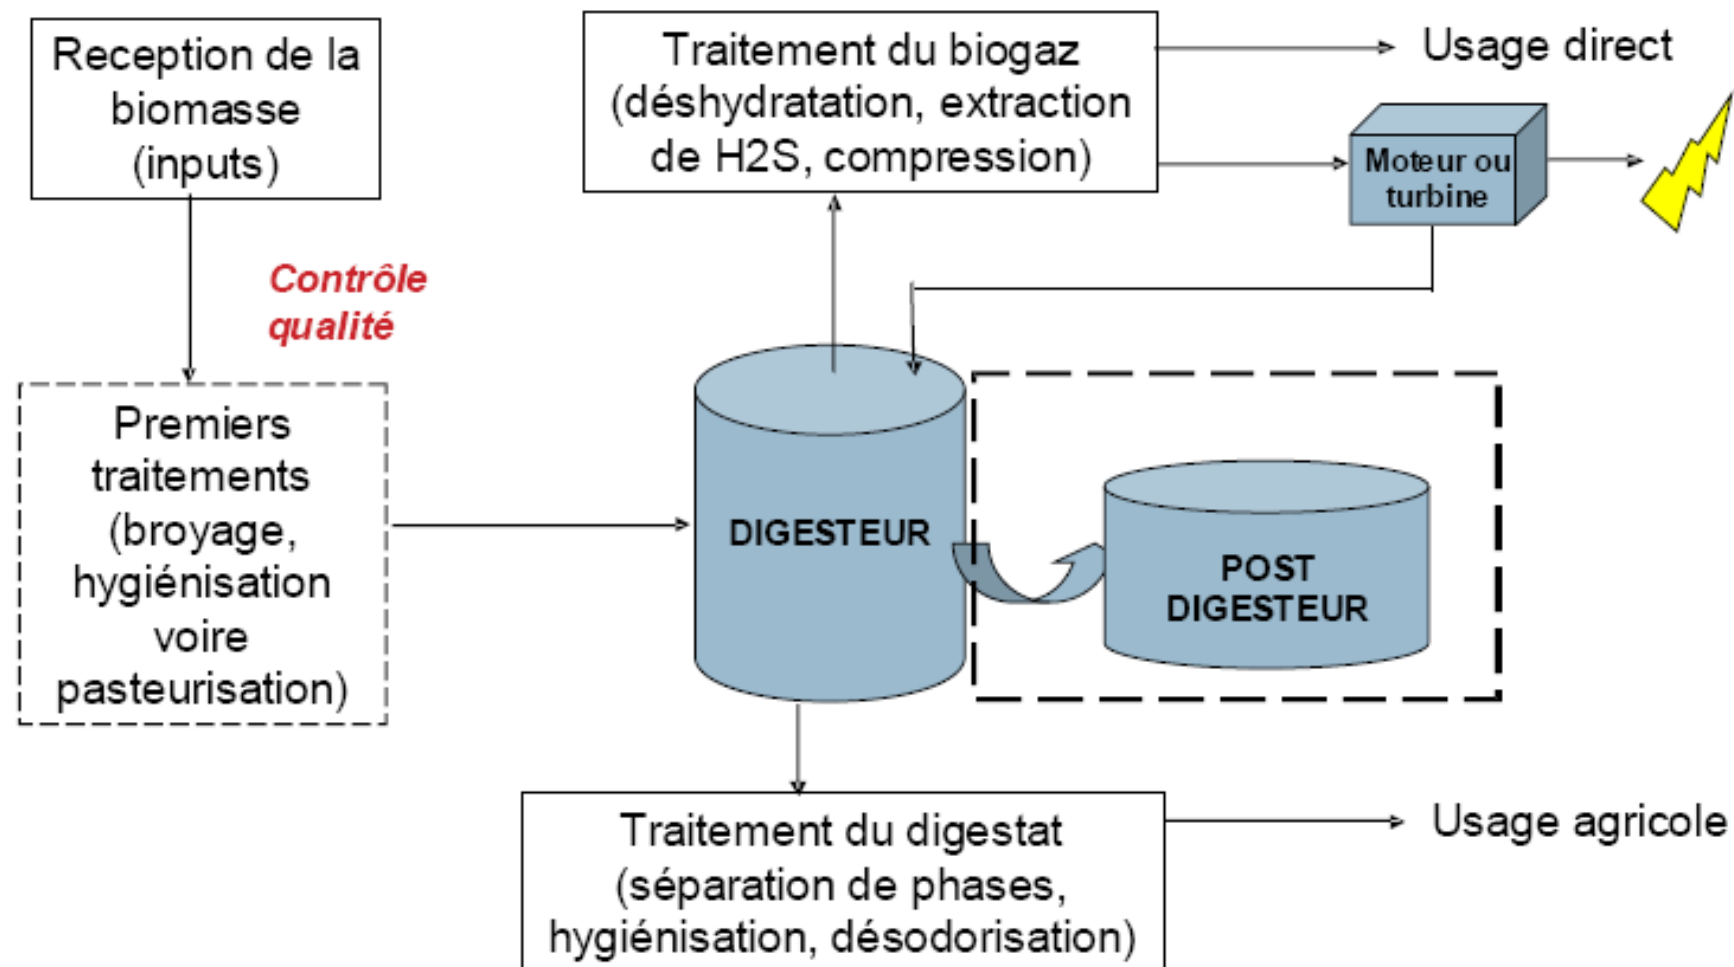 Reception de la
biomasse
(inputs)
Traitement du biogaz
(déshydratation, extraction
de H2S, compression)
Usage direct
Moteur ou
turbine
Contrôle
qualité
Premiers
traitements
(broyage,
hygiénisation
voire
pasteurisation)
DIGESTEUR
POST
DIGESTEUR
Traitement du digestat
(séparation de phases,
hygiénisation, désodorisation)
Usage agricole